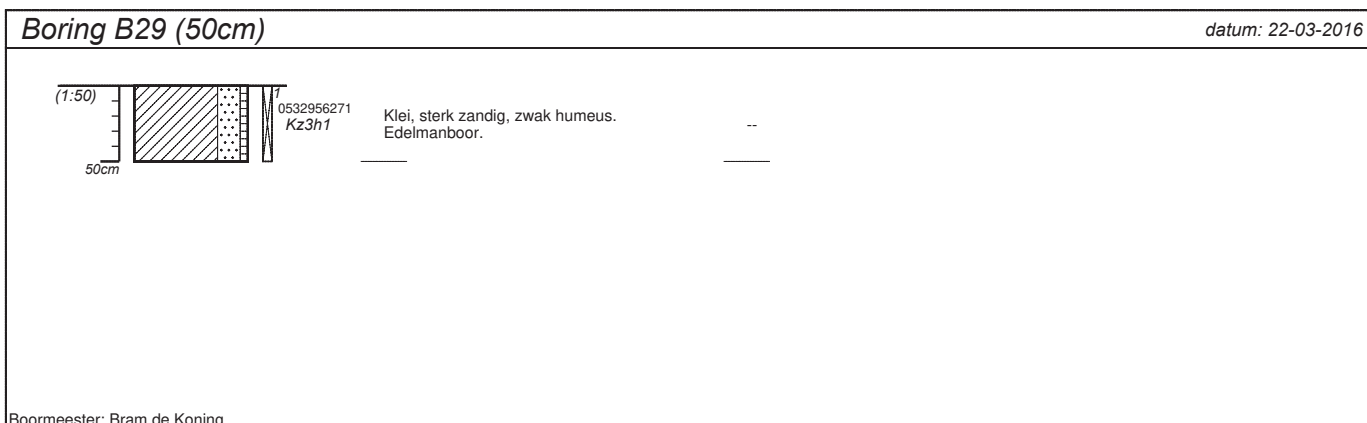 Boring B29 (50cm)
datum: 22-03-2016
(1:50)
1
0532956271
Kz3h1
Klei, sterk zandig, zwak humeus.
Edelmanboor.
--
50cm
Boormeester: Bram de Koning